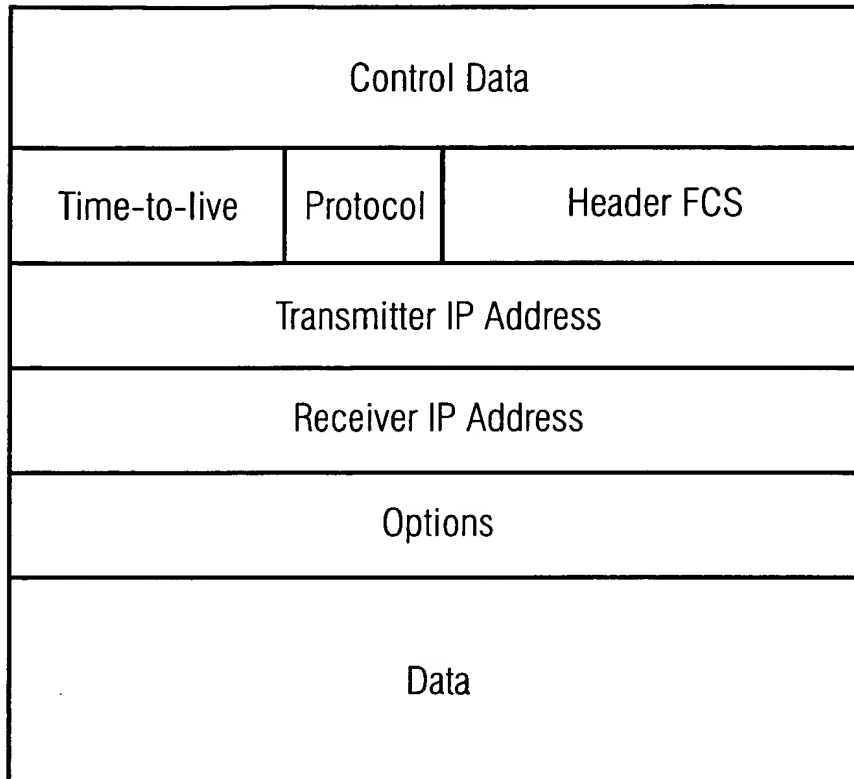 Control Data
Time-to-live Protocol Header FCS
Transmitter IP Address
Receiver IP Address
Options
Data